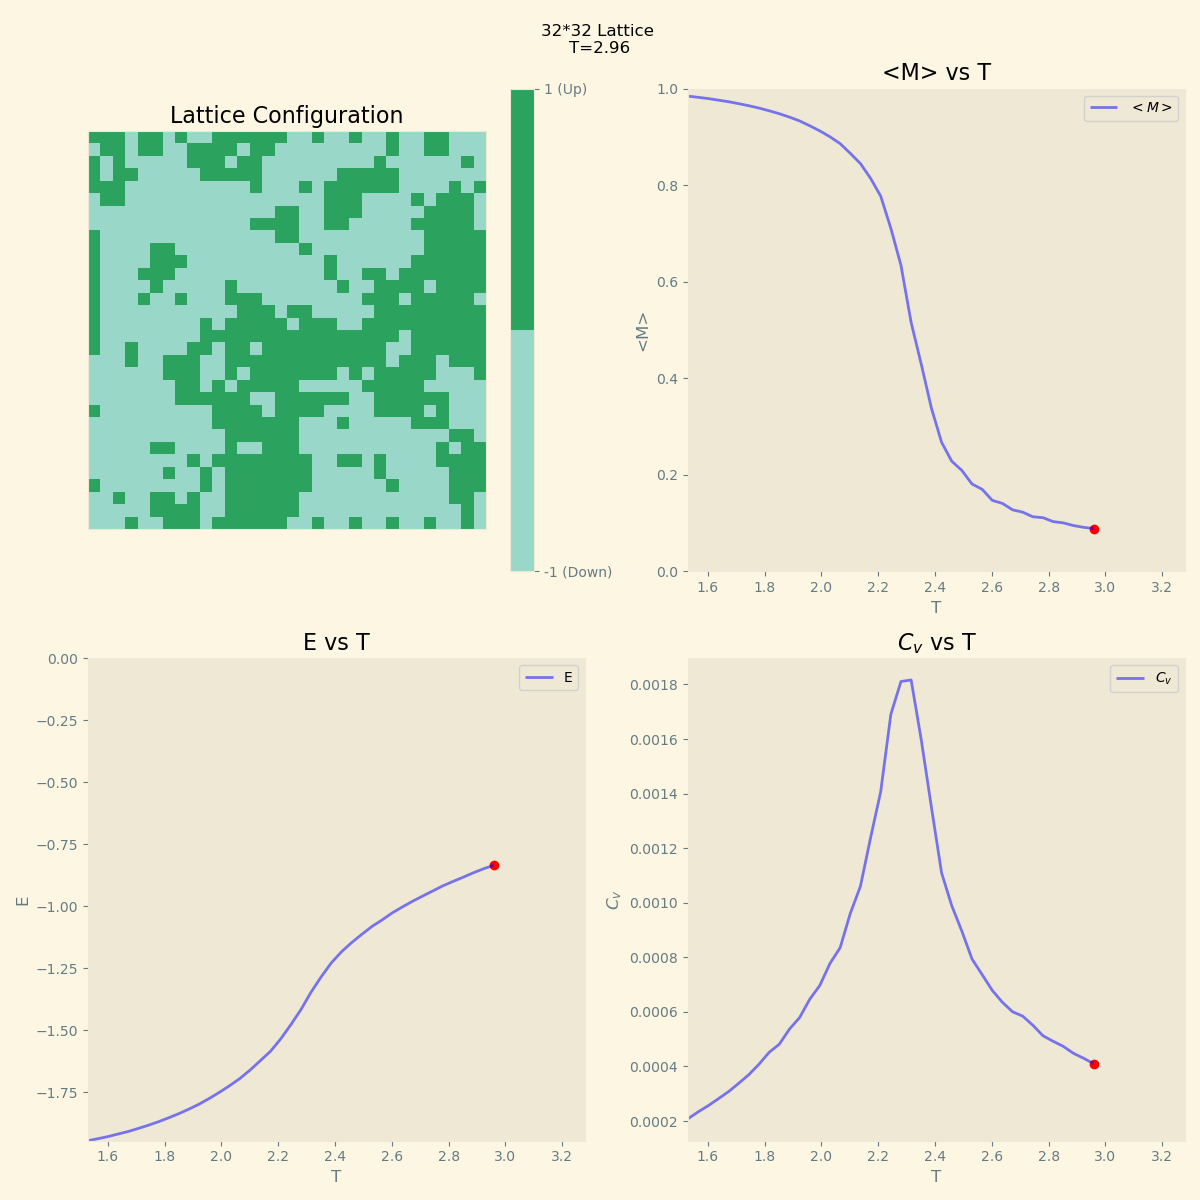 32*32 Lattice
T=2.96
Lattice Configuration
1 (Up)
-1 (Down)
<M> vs T
<M>
1.0
0.8
0.6
0.4
0.2
0.0
<M>
1.6 1.8 2.0 2.2 2.4 2.6 2.8 3.0 3.2
T
E vs T
E
0.00
−0.25
−0.50
−0.75
−1.00
−1.25
−1.50
−1.75
E
1.6 1.8 2.0 2.2 2.4 2.6 2.8 3.0 3.2
T
Cv vs T
Cv
0.0018
0.0016
0.0014
0.0012
0.0010
0.0008
0.0006
0.0004
0.0002
Cv
1.6 1.8 2.0 2.2 2.4 2.6 2.8 3.0 3.2
T